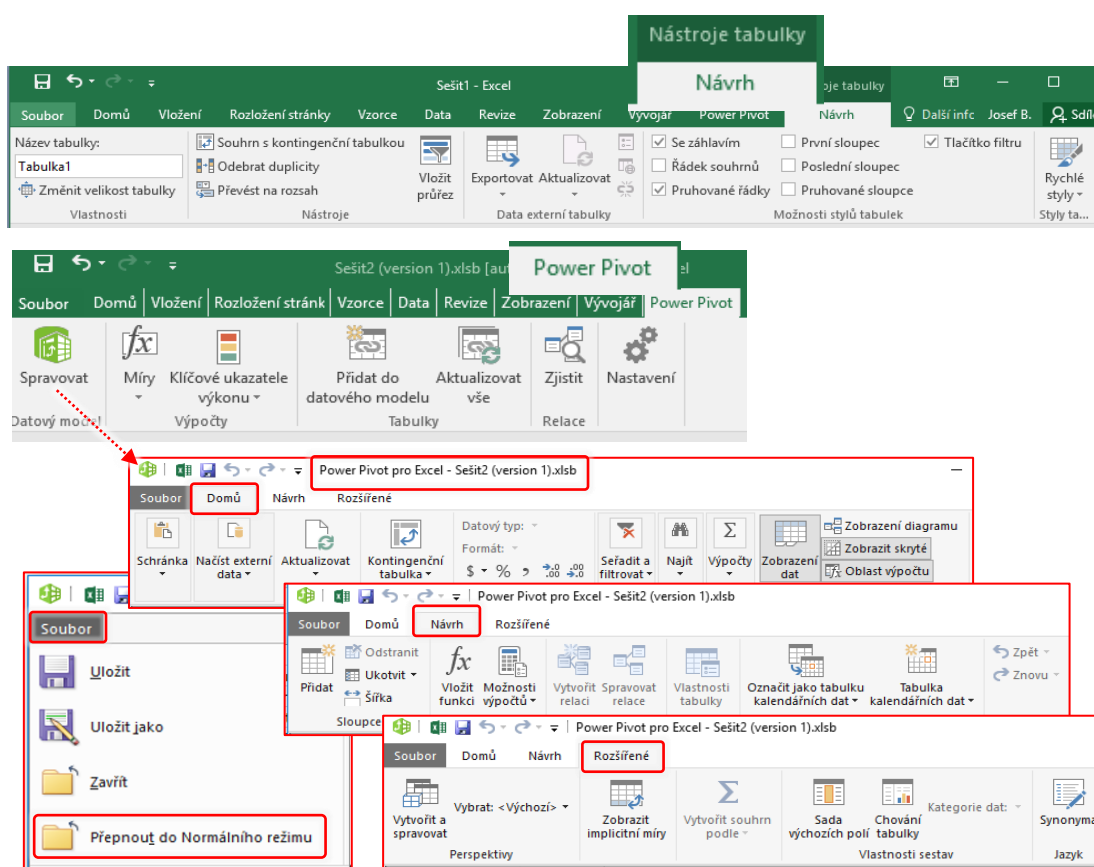 Nástroje tabulky
Návrh
Sešit1 - Excel
oje tabulky
Soubor Domů Vložení Rozložení stránky Vzorce Data Revize Zobrazení Vývojář Power Pivot Návrh Další infc Josef B. Sdíle
Název tabulky:
Tabulka1
Změnit velikost tabulky
Vlastnosti
Souhrn s kontingenční tabulkou
Odebrat duplicity
Převést na rozsah
Vložit
průřez
Nástroje
Exportovat Aktualizovat
Data externí tabulky
Se záhlavím
Řádek souhrnů
Pruhované řádky
První sloupec
Poslední sloupec
Pruhované sloupce
Tlačítko filtru
Možnosti stylů tabulek
Rychlé
styly
Styly ta...
Sešit2 (version 1).xlsb [aut
Power Pivot
el
Soubor Domů Vložení Rozložení stránk Vzorce Data Revize Zobrazení Vývojář Power Pivot
Spravovat
Datový model
Míry
Klíčové ukazatele
výkonu
Výpočty
Přidat do
datového modelu
Aktualizovat
vše
Tabulky
Zjistit
Relace
Nastavení
Power Pivot pro Excel - Sešit2 (version 1).xlsb
Soubor Domů Návrh Rozšířené
Schránka
Načíst externí
data
Aktualizovat
Kontingenční
tabulka
Datový typ:
Formát:
$ % ,
Seřadit a
filtrovat
Najít
Výpočty
Zobrazení
dat
Zobrazení diagramu
Zobrazit skryté
Oblast výpočtu
Soubor
Uložit
Uložit jako
Zavřít
Přepnout do Normálního režimu
Power Pivot pro Excel - Sešit2 (version 1).xlsb
Soubor Domů Návrh Rozšířené
Přidat
Odstranit
Ukotvit
Šířka
Sloupce
Vložit
funkci
Možnosti
výpočtů
Vytvořit
relaci
Spravovat
relace
Vlastnosti
tabulky
Označit jako tabulku
kalendářních dat
Tabulka
kalendářních dat
Zpět
Znovu
Power Pivot pro Excel - Sešit2 (version 1).xlsb
Soubor Domů Návrh Rozšířené
Vytvořit a
spravovat
Vybrat: <Výchozí>
Perspektivy
Zobrazit
implicitní míry
Vytvořit souhrn
podle
Sada
výchozích polí
Chování
tabulky
Kategorie dat:
Vlastnosti sestav
Synonyma
Jazyk